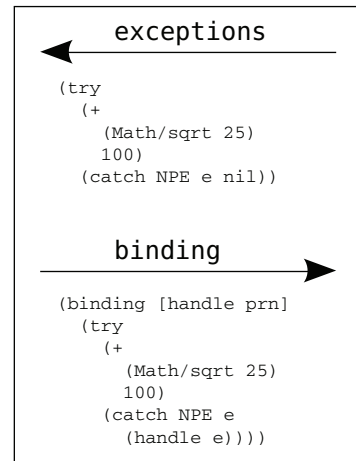 exceptions
(try
  (+
    (Math/sqrt 25)
    100)
  (catch NPE e nil))
binding
(binding [handle prn]
  (try
    (+
      (Math/sqrt 25)
      100)
    (catch NPE e
      (handle e))))